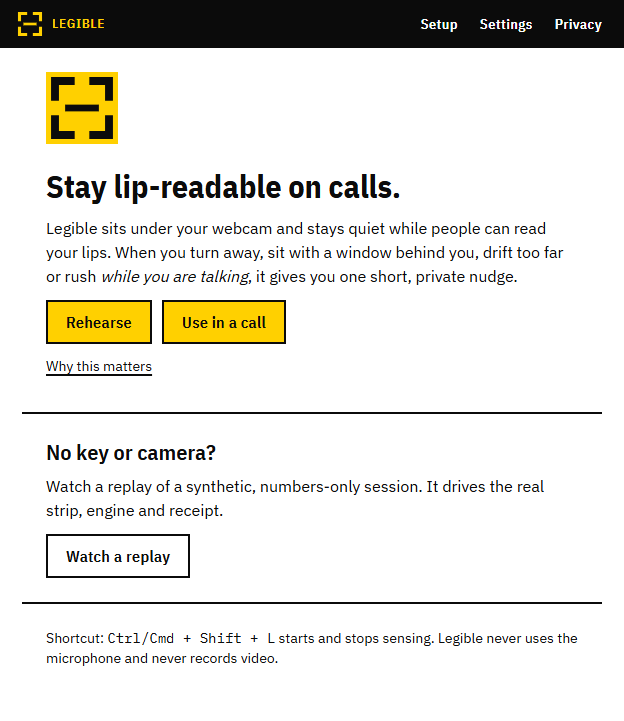 LEGIBLE
Setup Settings Privacy
Stay lip-readable on calls.
Legible sits under your webcam and stays quiet while people can read
your lips. When you turn away, sit with a window behind you, drift too far
or rush while you are talking, it gives you one short, private nudge.
Rehearse
Use in a call
Why this matters
No key or camera?
Watch a replay of a synthetic, numbers-only session. It drives the real
strip, engine and receipt.
Watch a replay
Shortcut: Ctrl/Cmd + Shift + L starts and stops sensing. Legible never uses the
microphone and never records video.